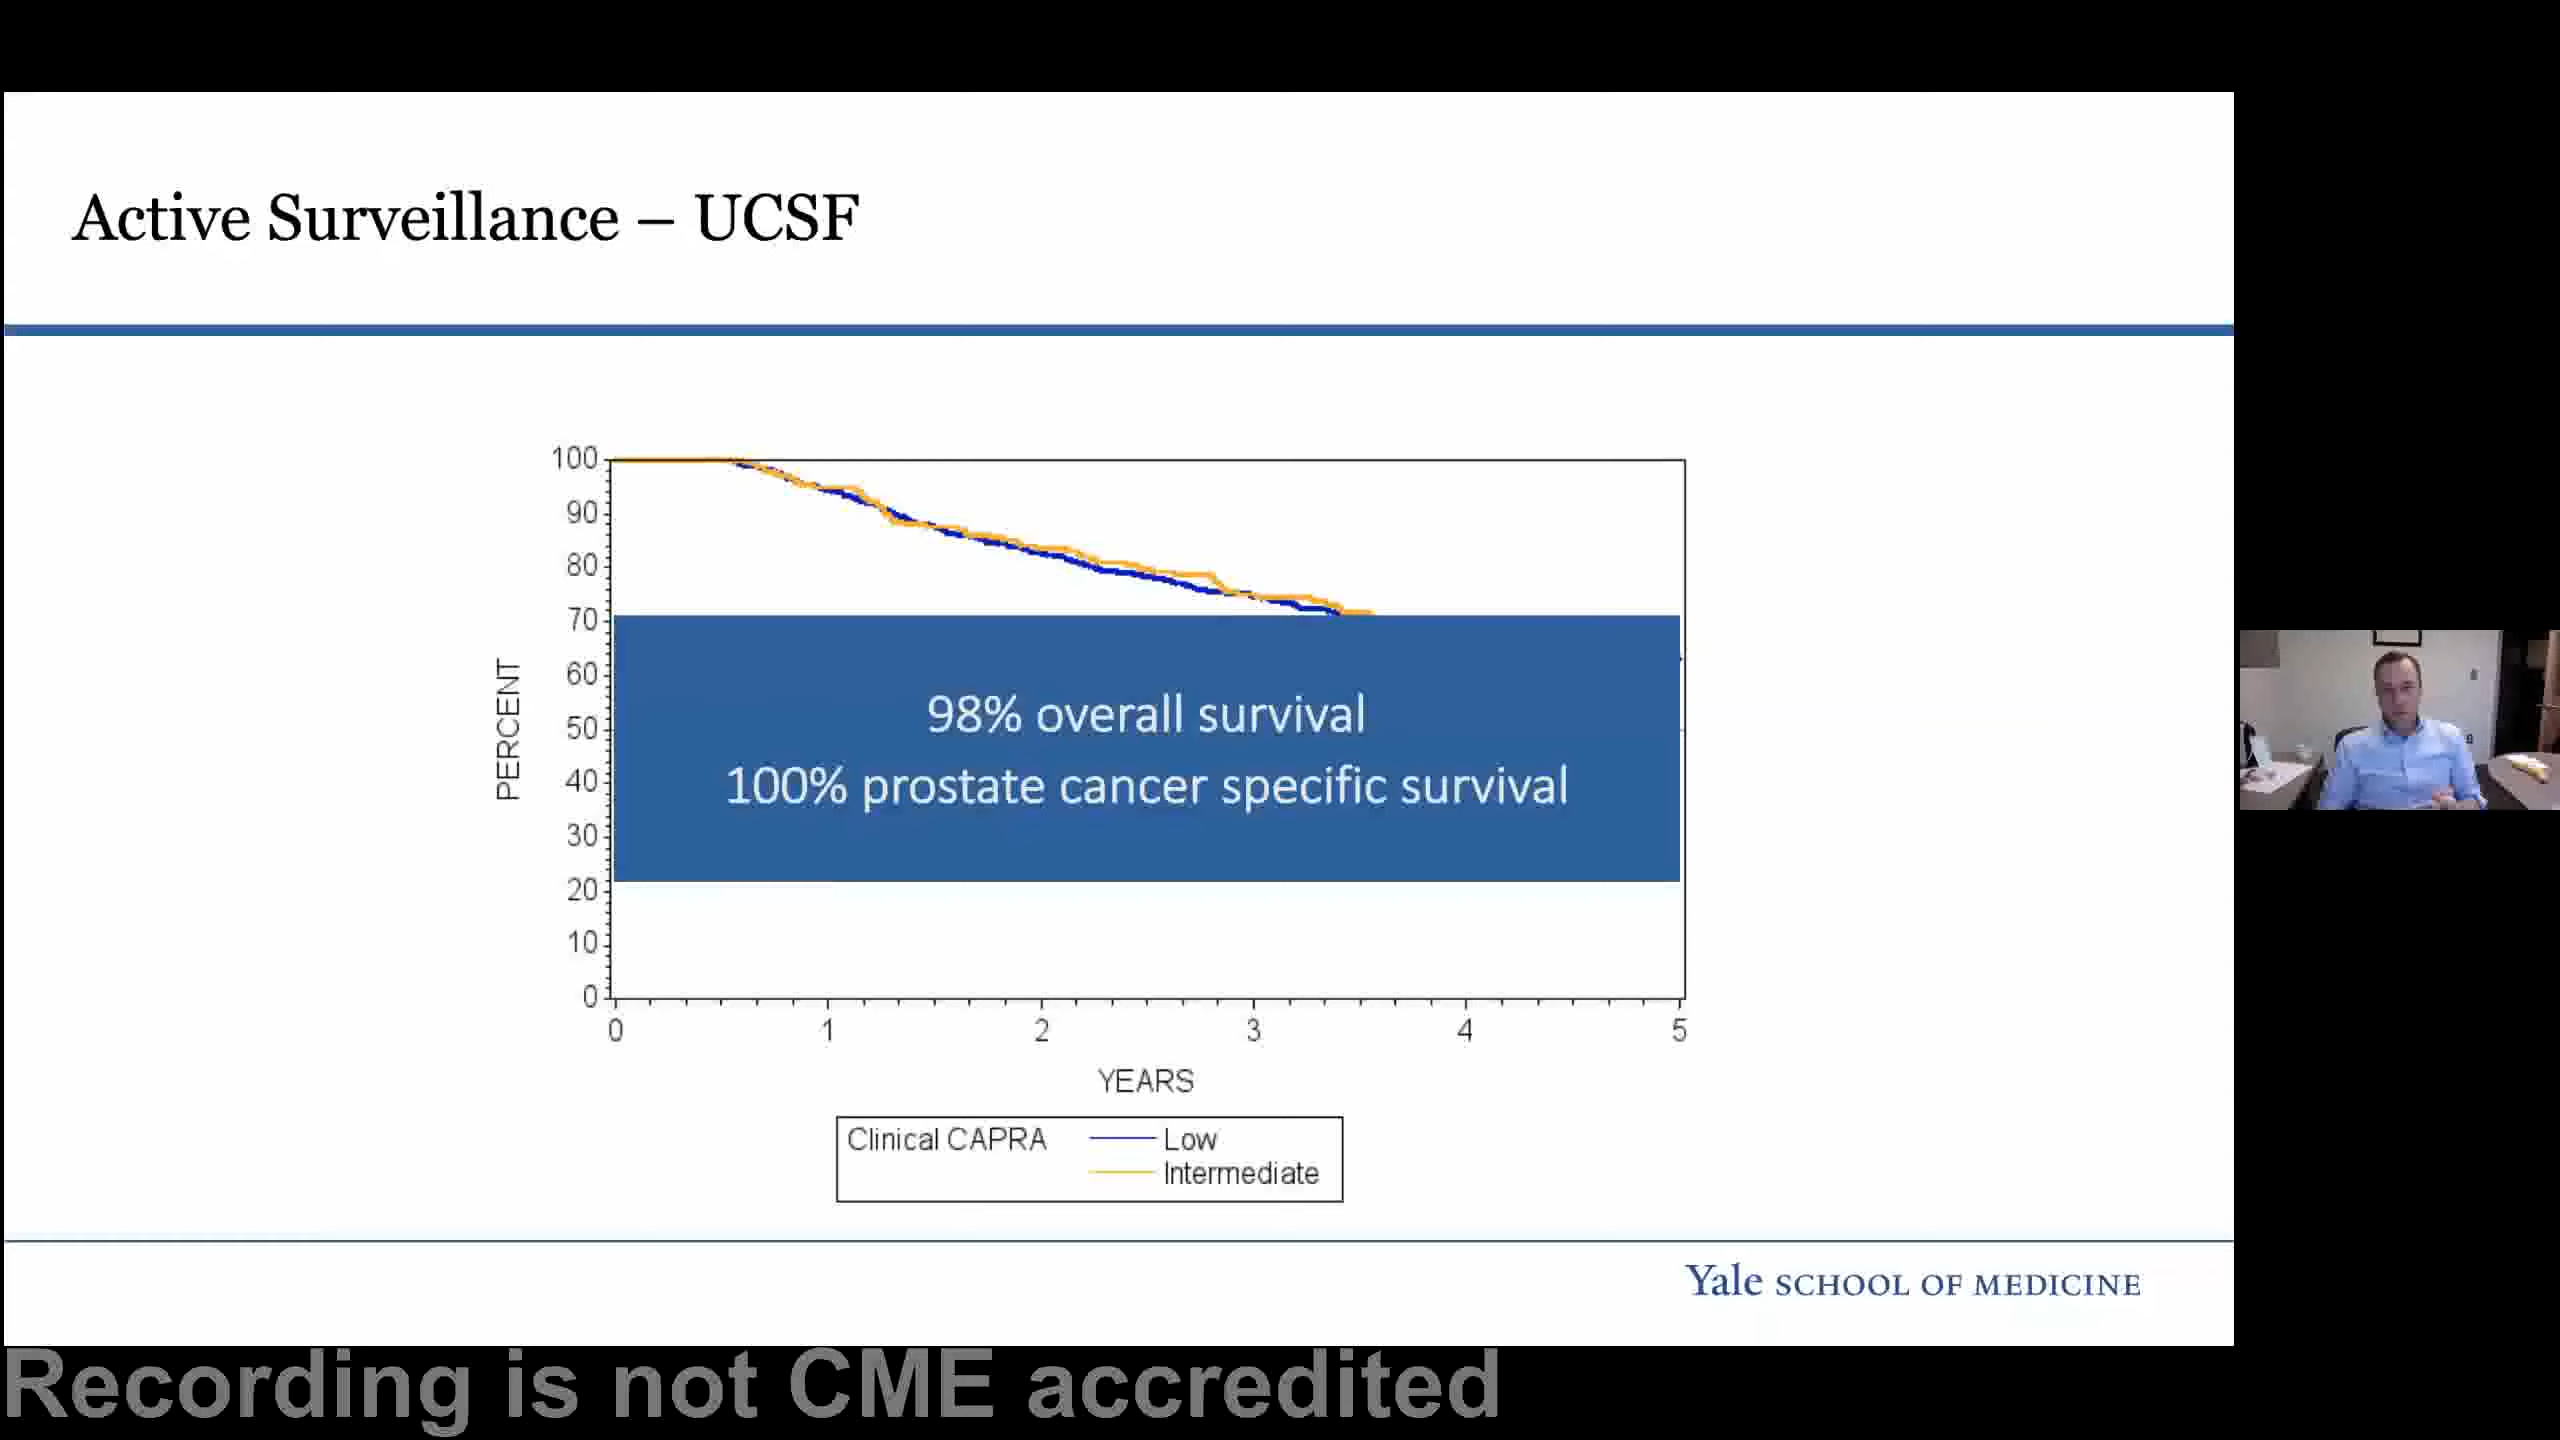 Active Surveillance – UCSF
100
90
80
70
60
50
40
30
20
10
0
PERCENT
98% overall survival
100% prostate cancer specific survival
0 1 2 3 4 5
YEARS
Clinical CAPRA Low
Intermediate
Yale SCHOOL OF MEDICINE
Recording is not CME accredited